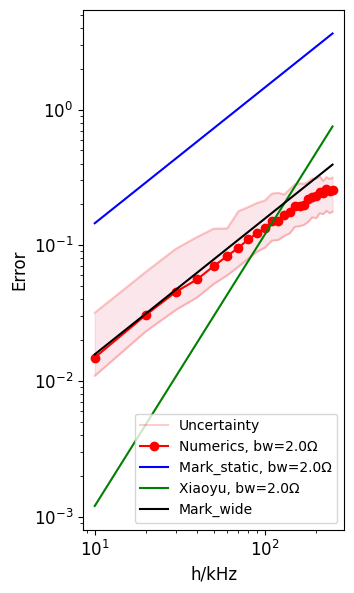 10⁰
10⁻¹
10⁻²
10⁻³
Error
Uncertainty
Numerics, bw=2.0Ω
Mark_static, bw=2.0Ω
Xiaoyu, bw=2.0Ω
Mark_wide
10¹
10²
h/kHz